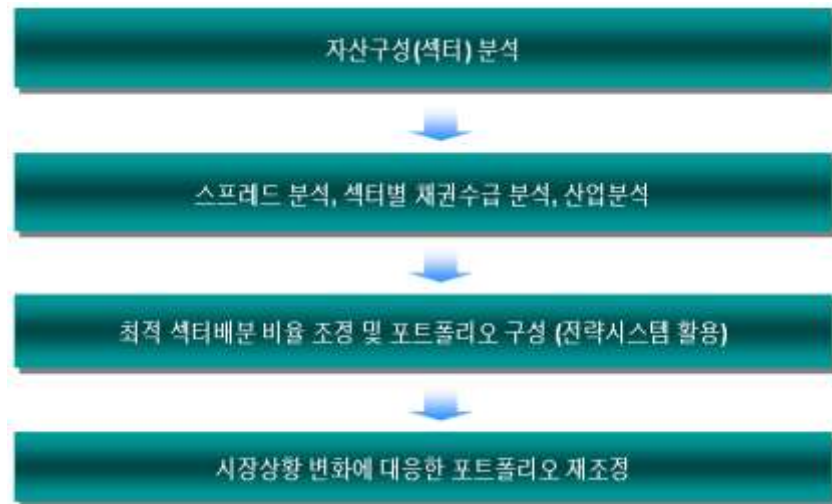 자산구성(섹터) 분석
스프레드 분석, 섹터별 채권수급 분석, 산업분석
최적 섹터배분 비율 조정 및 포트폴리오 구성 (전략시스템 활용)
시장상황 변화에 대응한 포트폴리오 재조정